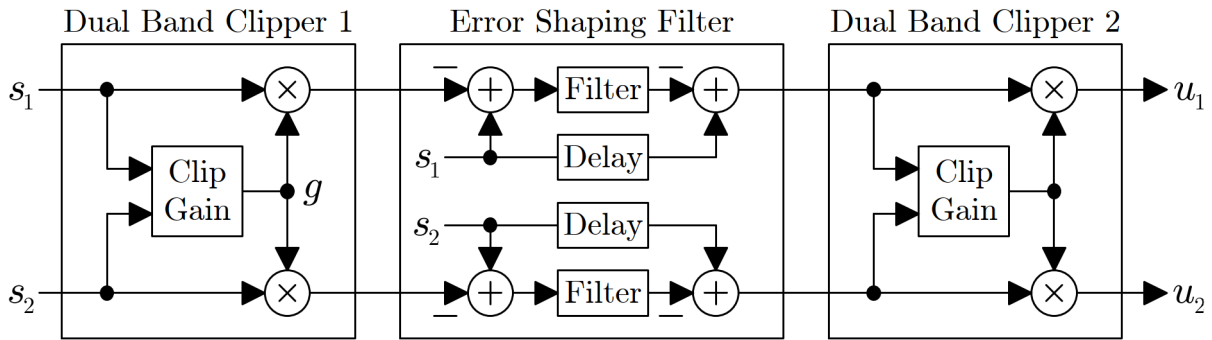 Dual Band Clipper 1
Error Shaping Filter
Dual Band Clipper 2
s₁
×
−
+
Filter
−
+
×
u₁
s₁
Delay
Clip
Gain
g
Clip
Gain
s₂
Delay
s₂
×
−
+
Filter
−
+
×
u₂